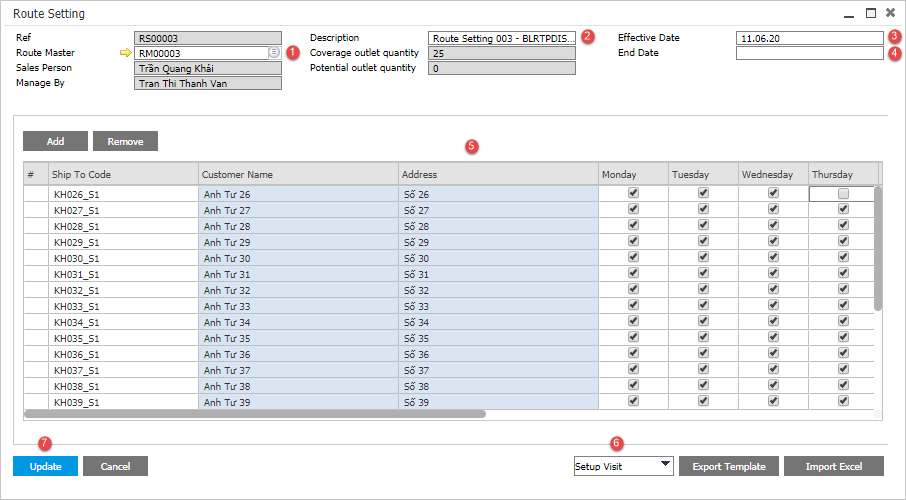 Route Setting
Ref RS00003 Description Route Setting 003 - BLRTPDIS... 2 Effective Date 11.06.20 3
Route Master RM00003 1 Coverage outlet quantity 25 End Date 4
Sales Person Trần Quang Khải Potential outlet quantity 0
Manage By Tran Thi Thanh Van
Add Remove 5
# Ship To Code Customer Name Address Monday Tuesday Wednesday Thursday
KH026_S1 Anh Tư 26 Số 26
KH027_S1 Anh Tư 27 Số 27
KH028_S1 Anh Tư 28 Số 28
KH029_S1 Anh Tư 29 Số 29
KH030_S1 Anh Tư 30 Số 30
KH031_S1 Anh Tư 31 Số 31
KH032_S1 Anh Tư 32 Số 32
KH033_S1 Anh Tư 33 Số 33
KH034_S1 Anh Tư 34 Số 34
KH035_S1 Anh Tư 35 Số 35
KH036_S1 Anh Tư 36 Số 36
KH037_S1 Anh Tư 37 Số 37
KH038_S1 Anh Tư 38 Số 38
KH039_S1 Anh Tư 39 Số 39
7 6
Update Cancel Setup Visit Export Template Import Excel